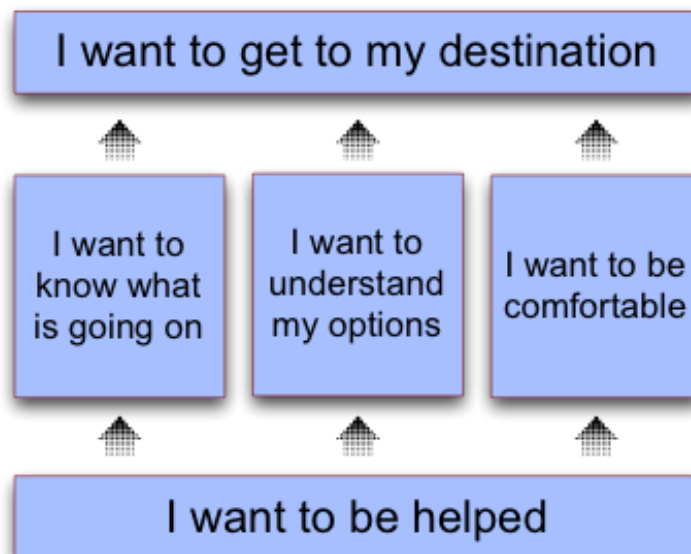 I want to get to my destination
I want to
know what
is going on
I want to
understand
my options
I want to be
comfortable
I want to be helped